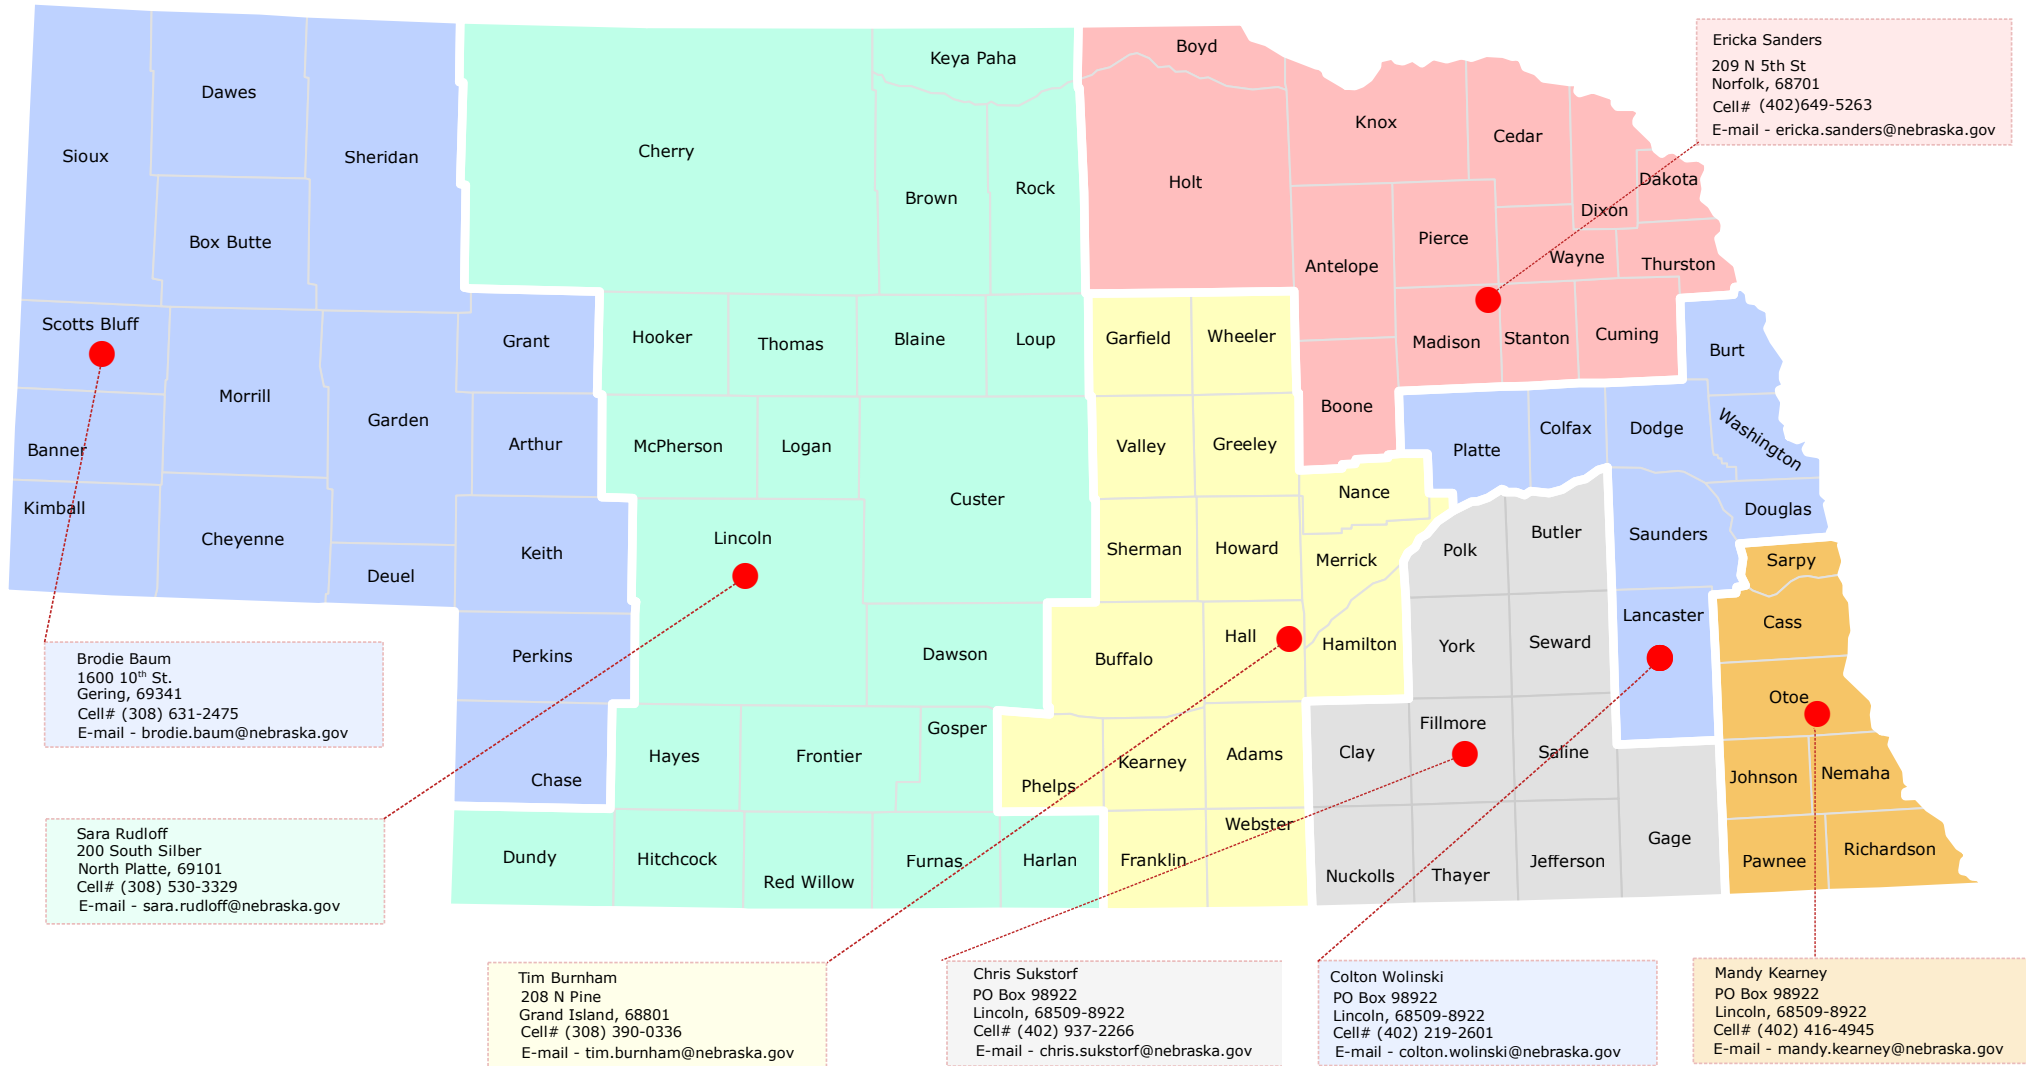 Boyd
Keya Paha
Ericka Sanders
209 N 5th St
Norfolk, 68701
Cell# (402)649-5263
E-mail - ericka.sanders@nebraska.gov
Dawes
Sioux
Sheridan
Cherry
Knox
Cedar
Brown
Rock
Holt
Dakota
Dixon
Box Butte
Pierce
Antelope
Wayne
Thurston
Scotts Bluff
Grant
Hooker
Thomas
Blaine
Loup
Garfield
Wheeler
Madison
Stanton
Cuming
Burt
Morrill
Garden
Boone
Banner
Arthur
McPherson
Logan
Valley
Greeley
Platte
Colfax
Dodge
Washington
Kimball
Cheyenne
Custer
Nance
Douglas
Keith
Lincoln
Sherman
Howard
Merrick
Polk
Butler
Saunders
Sarpy
Deuel
Lancaster
Cass
Perkins
Dawson
Buffalo
Hall
Hamilton
York
Seward
Otoe
Brodie Baum
1600 10th St.
Gering, 69341
Cell# (308) 631-2475
E-mail - brodie.baum@nebraska.gov
Chase
Hayes
Frontier
Gosper
Phelps
Kearney
Adams
Clay
Fillmore
Saline
Johnson
Nemaha
Sara Rudloff
200 South Silber
North Platte, 69101
Cell# (308) 530-3329
E-mail - sara.rudloff@nebraska.gov
Dundy
Hitchcock
Red Willow
Furnas
Harlan
Franklin
Webster
Nuckolls
Thayer
Jefferson
Gage
Pawnee
Richardson
Tim Burnham
208 N Pine
Grand Island, 68801
Cell# (308) 390-0336
E-mail - tim.burnham@nebraska.gov
Chris Sukstorf
PO Box 98922
Lincoln, 68509-8922
Cell# (402) 937-2266
E-mail - chris.sukstorf@nebraska.gov
Colton Wolinski
PO Box 98922
Lincoln, 68509-8922
Cell# (402) 219-2601
E-mail - colton.wolinski@nebraska.gov
Mandy Kearney
PO Box 98922
Lincoln, 68509-8922
Cell# (402) 416-4945
E-mail - mandy.kearney@nebraska.gov